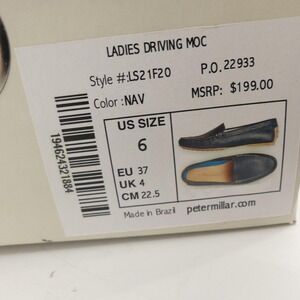 LADIES DRIVING MOC
Style #:LS21F20 P.O. 22933
Color : NAV MSRP: $199.00
194624321884
US SIZE
6
EU 37
UK 4
CM 22.5
Made in Brazil petermillar.com